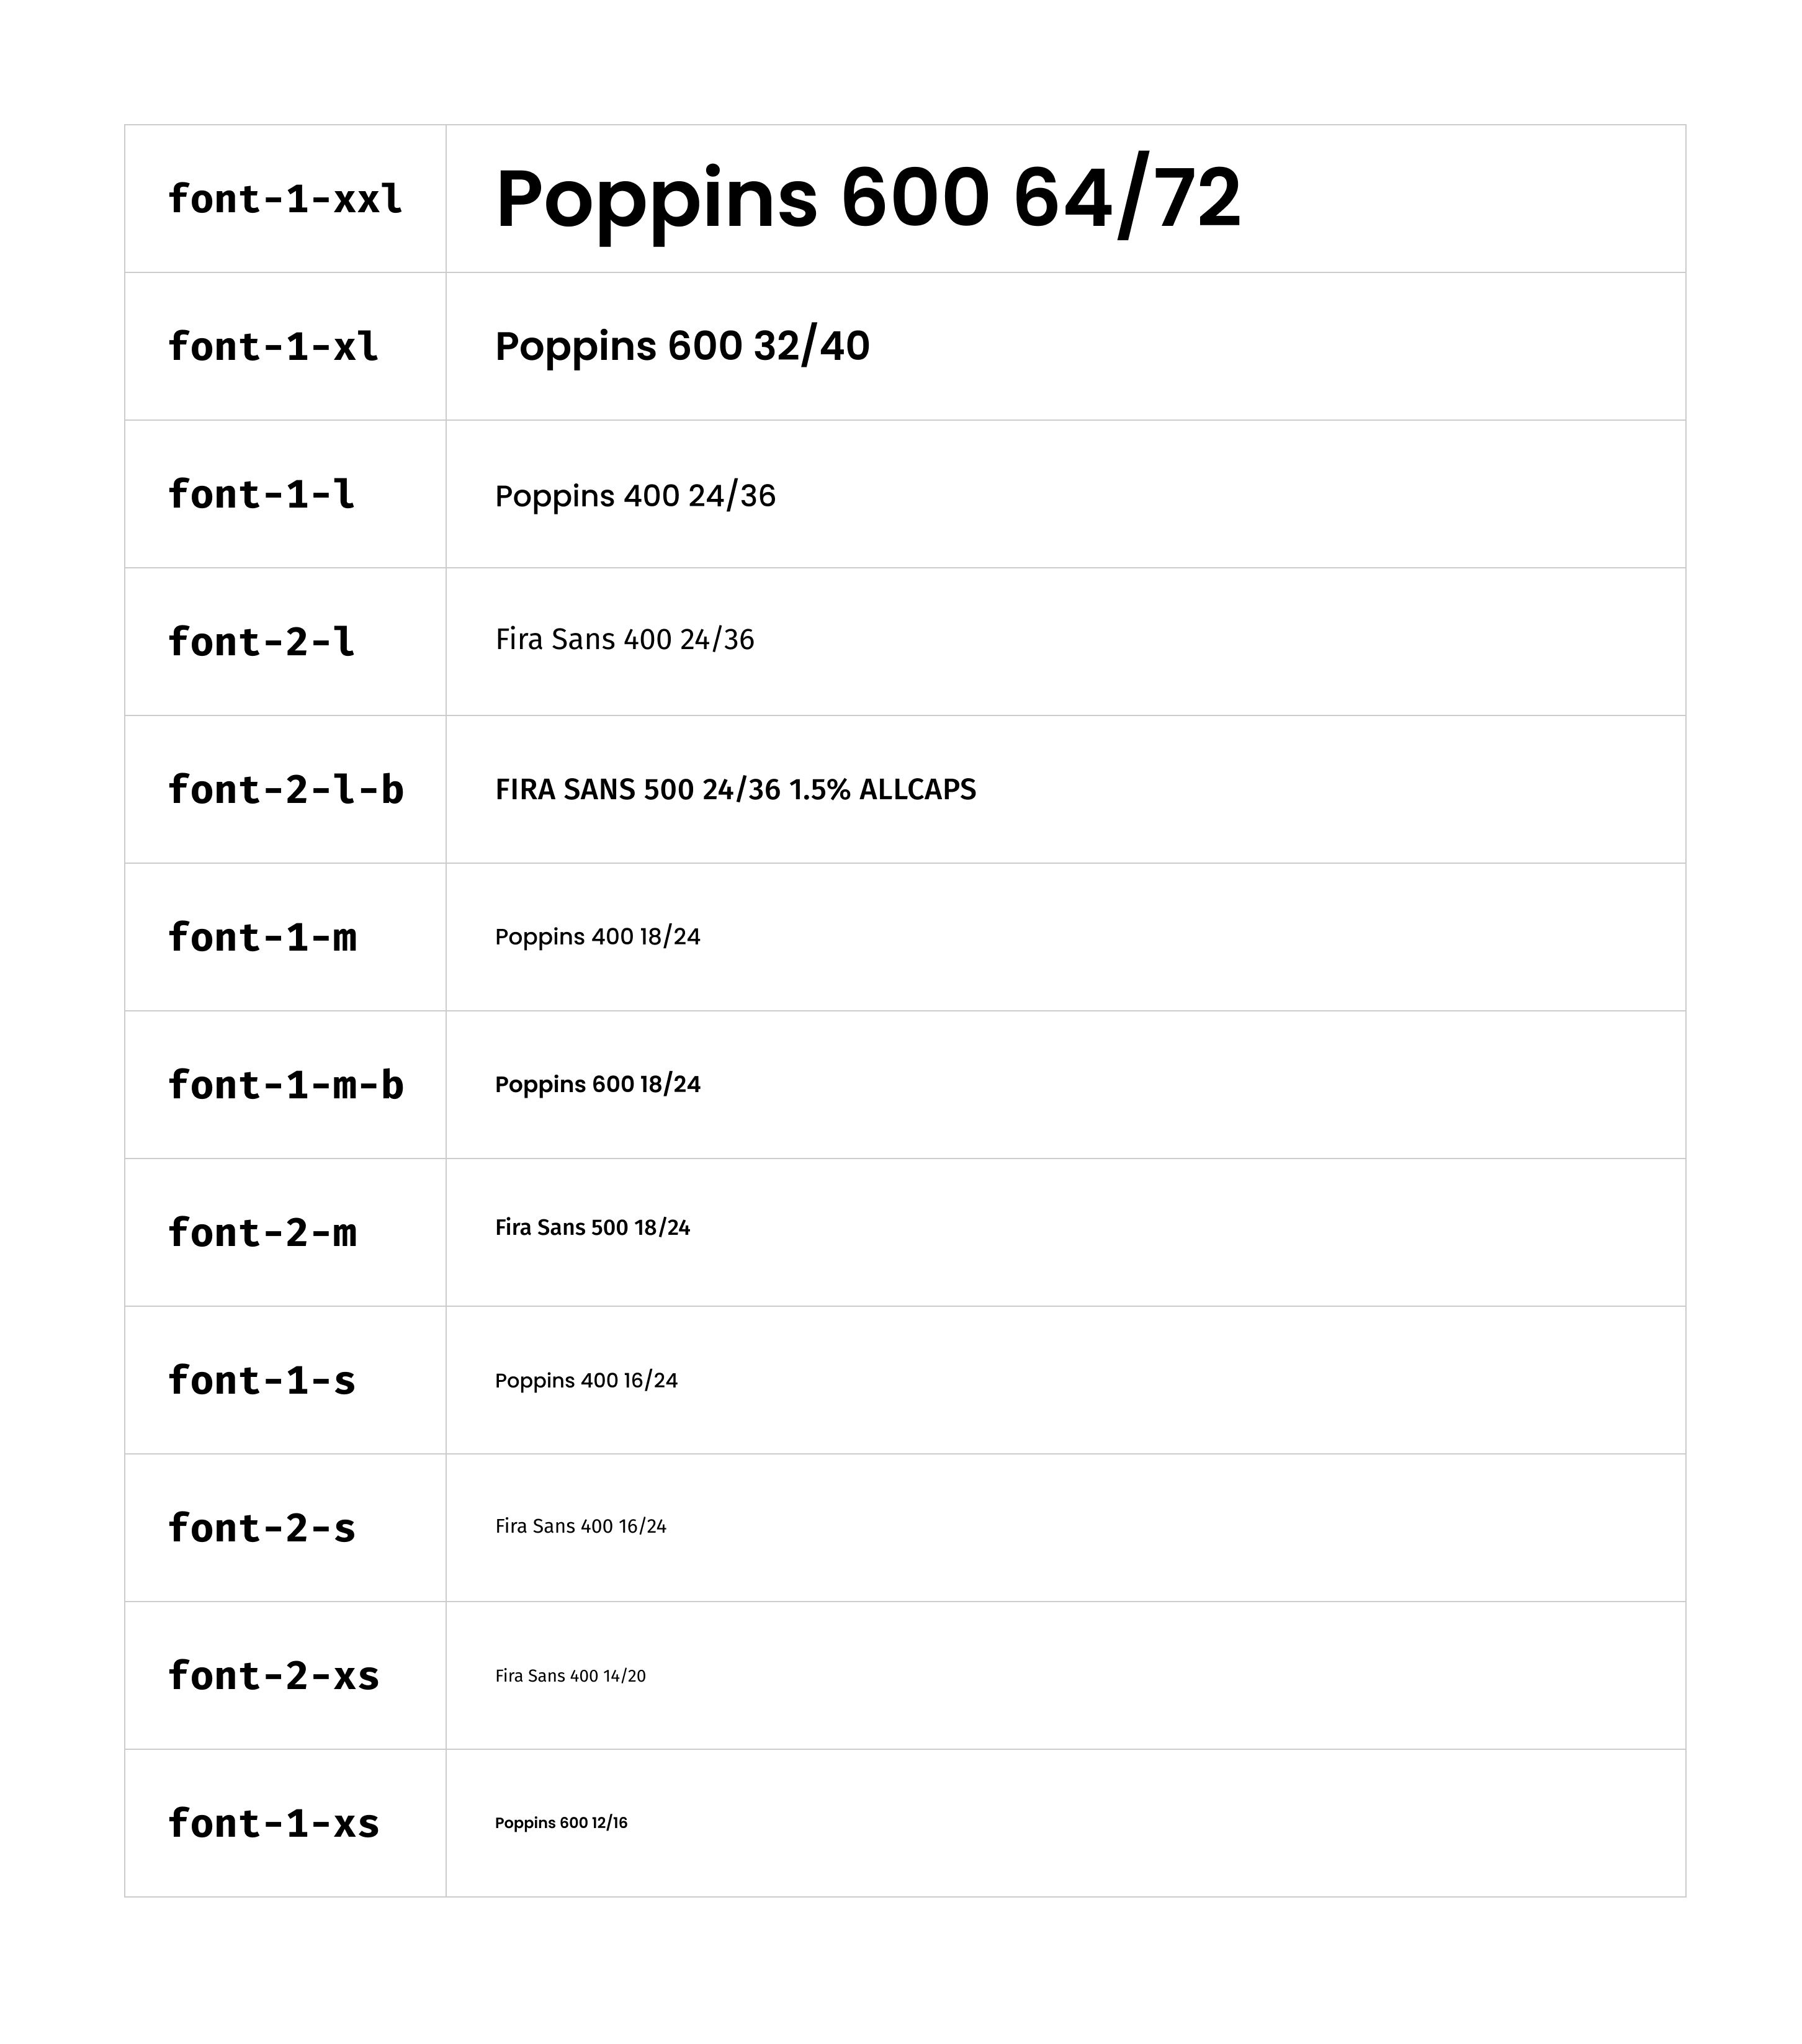 font-1-xxl
Poppins 600 64/72
font-1-xl
Poppins 600 32/40
font-1-l
Poppins 400 24/36
font-2-l
Fira Sans 400 24/36
font-2-l-b
FIRA SANS 500 24/36 1.5% ALLCAPS
font-1-m
Poppins 400 18/24
font-1-m-b
Poppins 600 18/24
font-2-m
Fira Sans 500 18/24
font-1-s
Poppins 400 16/24
font-2-s
Fira Sans 400 16/24
font-2-xs
Fira Sans 400 14/20
font-1-xs
Poppins 600 12/16